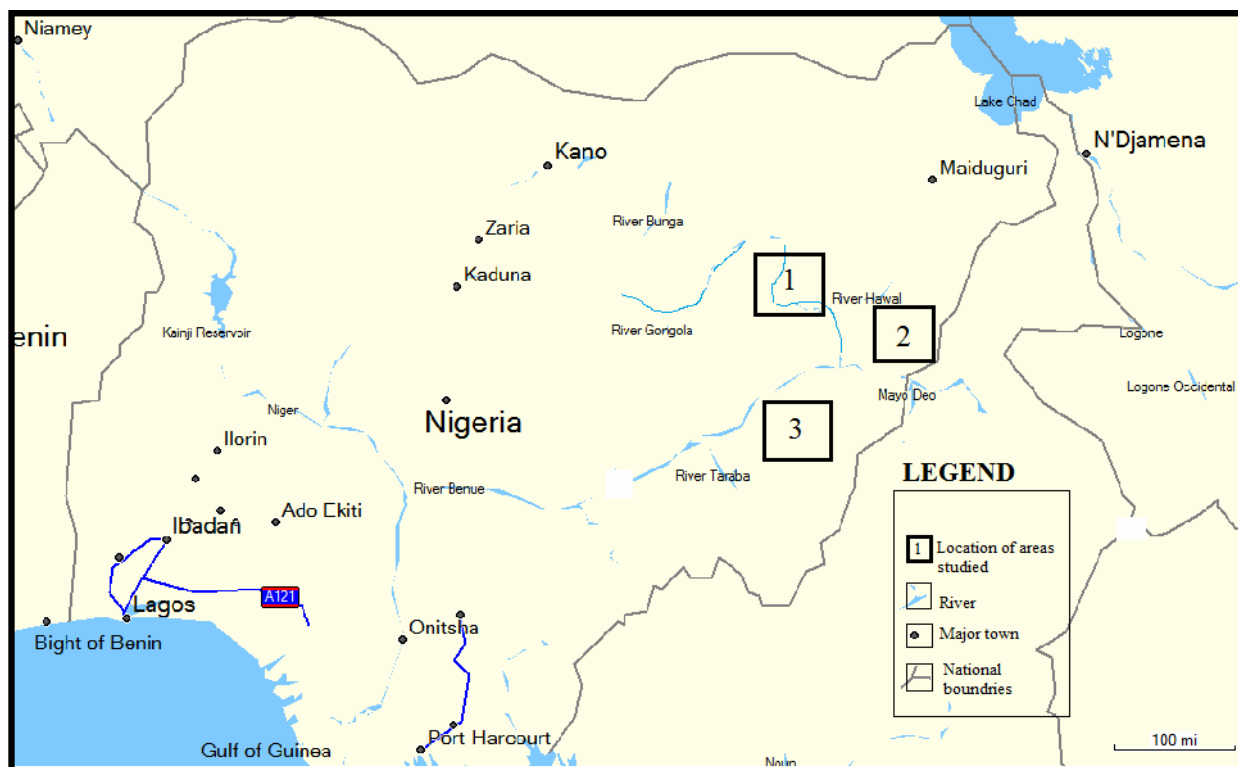 Niamey
Lake Chad
Kano
N'Djamena
Maiduguri
River Bunga
Zaria
Kaduna
1
River Hawal
Kainji Reservoir
River Gongola
enin
2
Logone
Mayo Deo
Logone Occidental
Niger
Nigeria
3
Ilorin
River Taraba
River Benue
LEGEND
Ado Ekiti
Ibadan
1 Location of areas
studied
River
A121
Lagos
Onitsha
Major town
Bight of Benin
National
boundries
Port Harcourt
Gulf of Guinea
100 mi
Noun